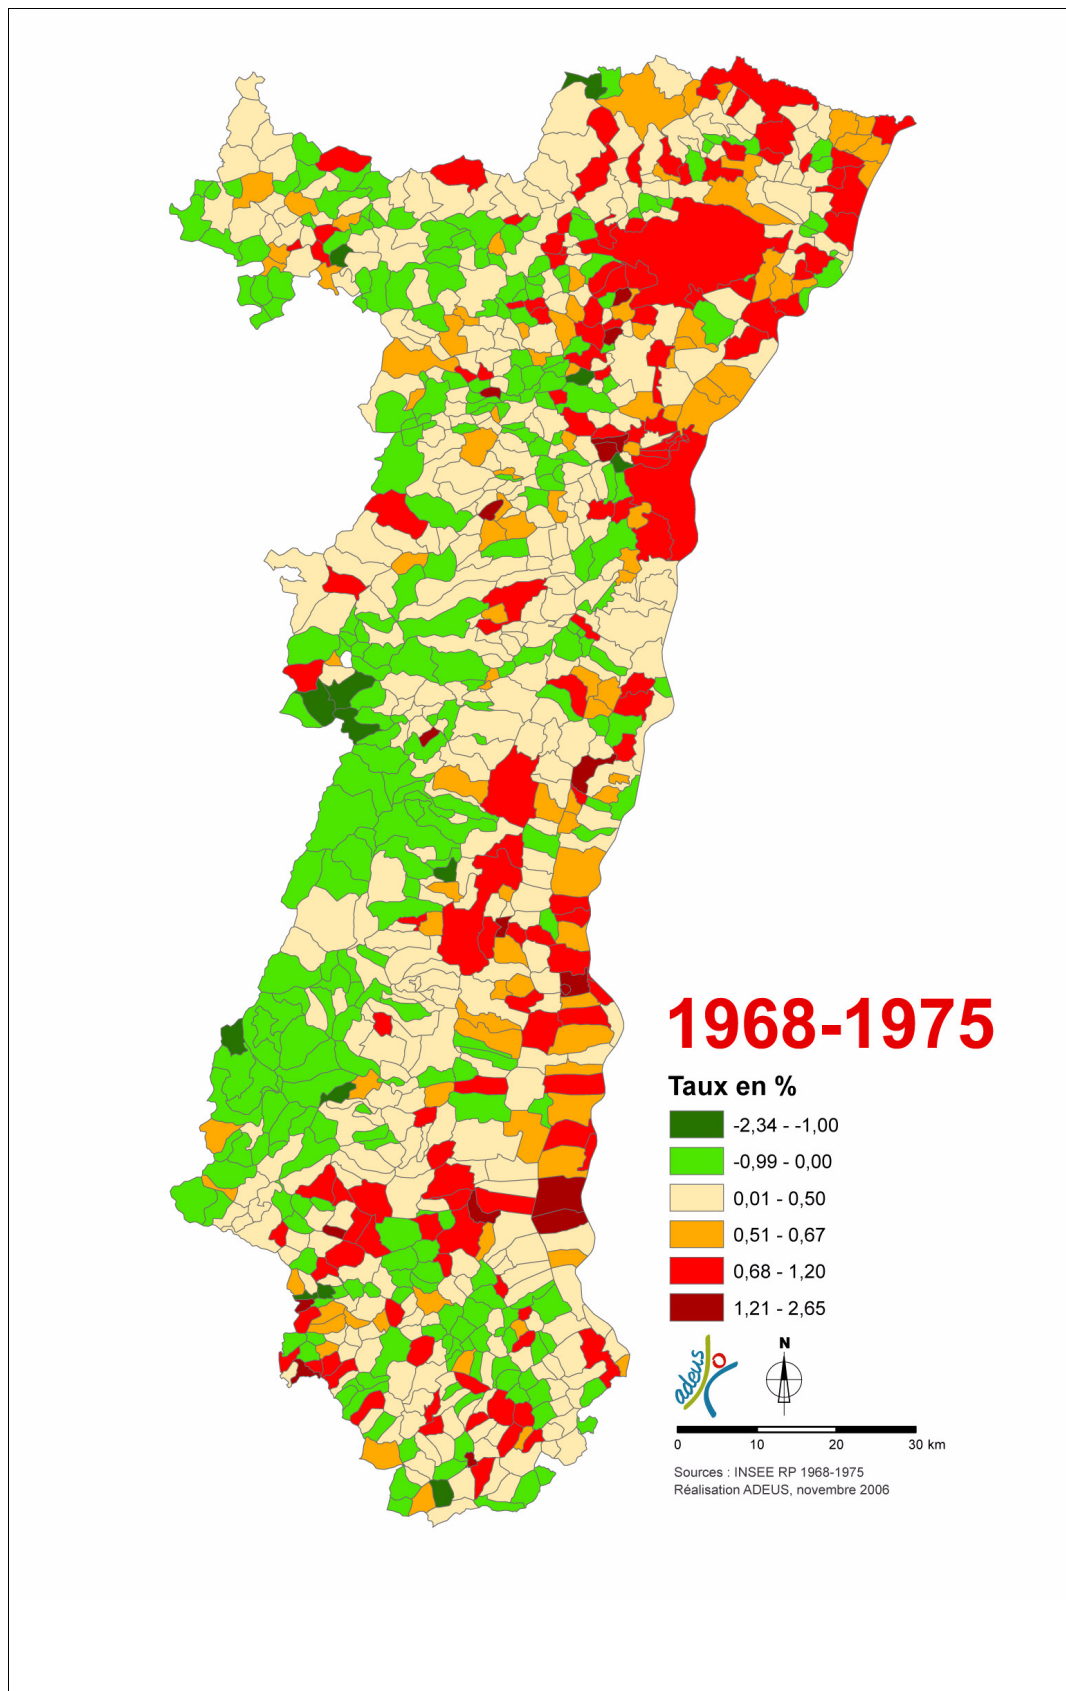 1968-1975
Taux en %
-2,34 - -1,00
-0,99 - 0,00
0,01 - 0,50
0,51 - 0,67
0,68 - 1,20
1,21 - 2,65
adeus
N
0 10 20 30 km
Sources : INSEE RP 1968-1975
Réalisation ADEUS, novembre 2006